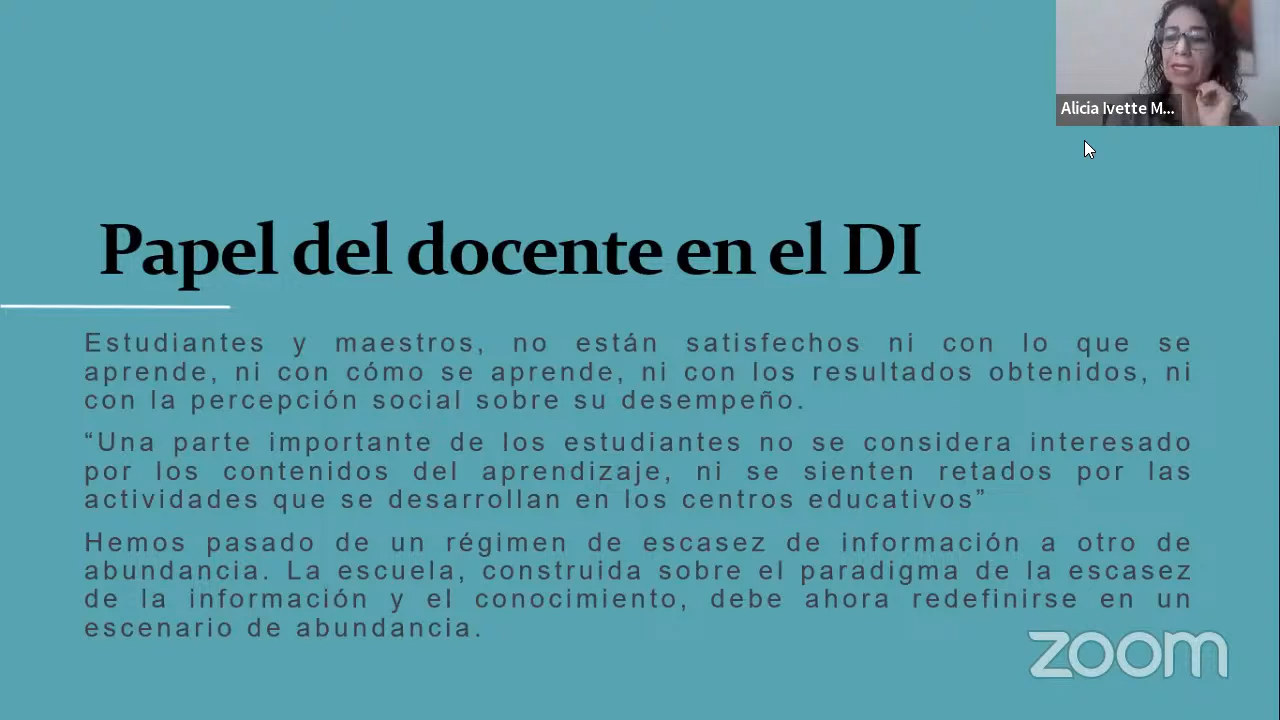 Alicia Ivette M...
Papel del docente en el DI
Estudiantes y maestros, no están satisfechos ni con lo que se
aprende, ni con cómo se aprende, ni con los resultados obtenidos, ni
con la percepción social sobre su desempeño.
“Una parte importante de los estudiantes no se considera interesado
por los contenidos del aprendizaje, ni se sienten retados por las
actividades que se desarrollan en los centros educativos”
Hemos pasado de un régimen de escasez de información a otro de
abundancia. La escuela, construida sobre el paradigma de la escasez
de la información y el conocimiento, debe ahora redefinirse en un
escenario de abundancia.
zoom